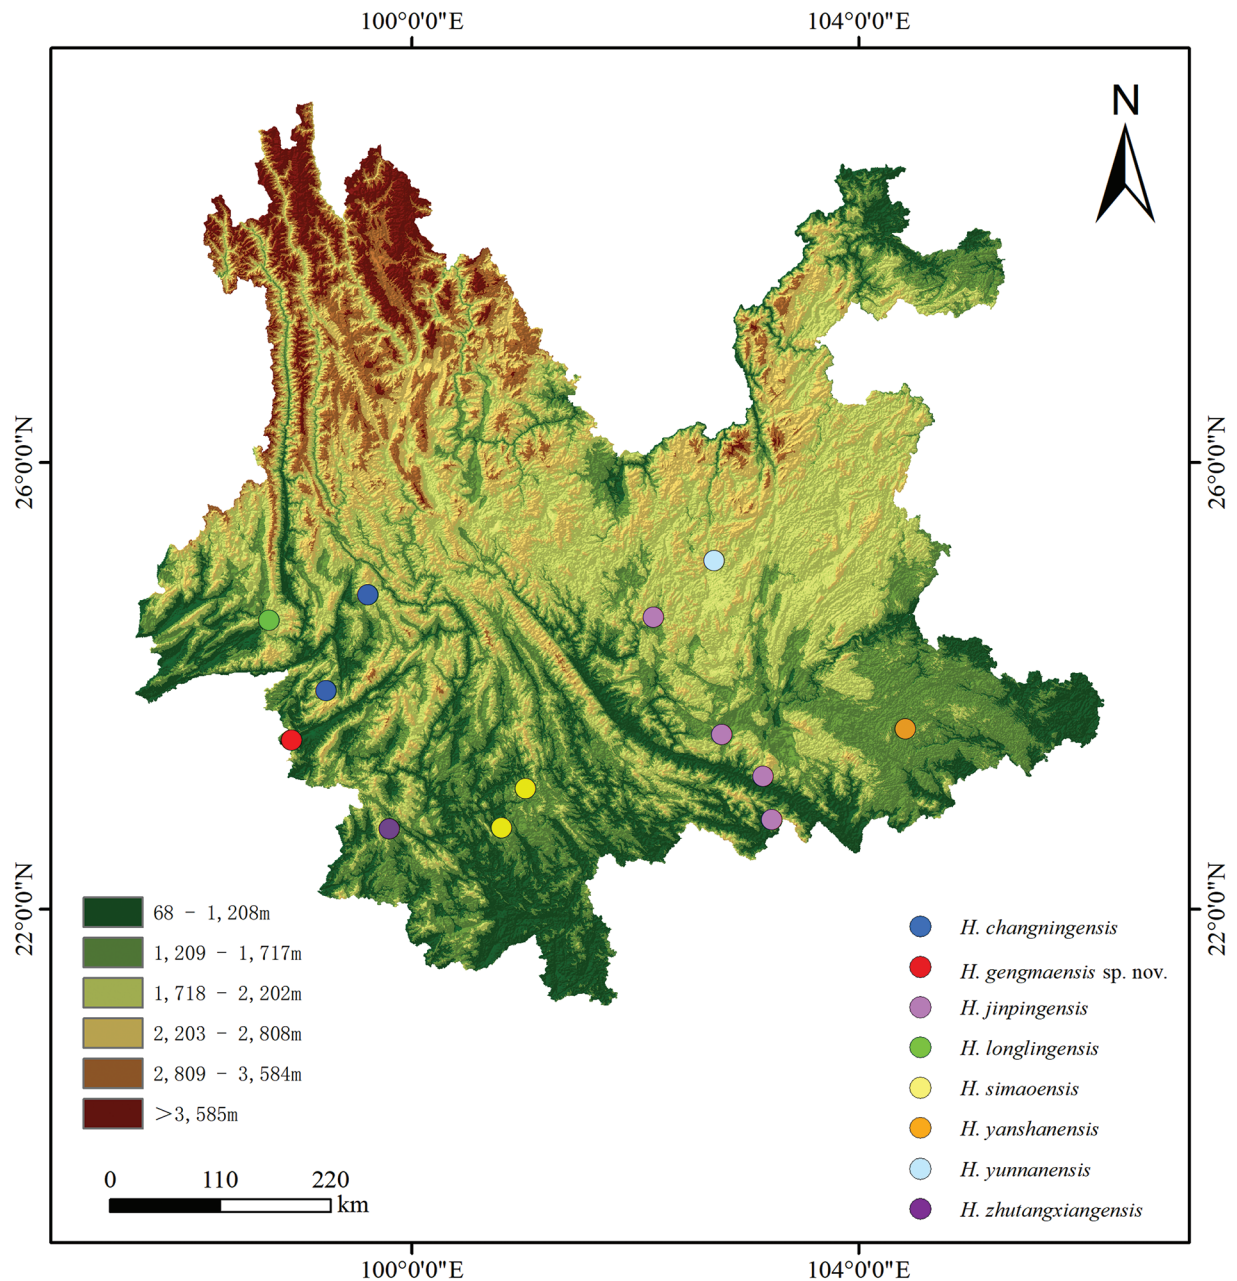 100°0'0"E
104°0'0"E
N
26°0'0"N
26°0'0"N
22°0'0"N
22°0'0"N
68 - 1,208m
1,209 - 1,717m
1,718 - 2,202m
2,203 - 2,808m
2,809 - 3,584m
>3,585m
0 110 220
km
H. changningensis
H. gengmaensis sp. nov.
H. jinpingensis
H. longlingensis
H. simaoensis
H. yanshanensis
H. yunnanensis
H. zhutangxiangensis
100°0'0"E
104°0'0"E